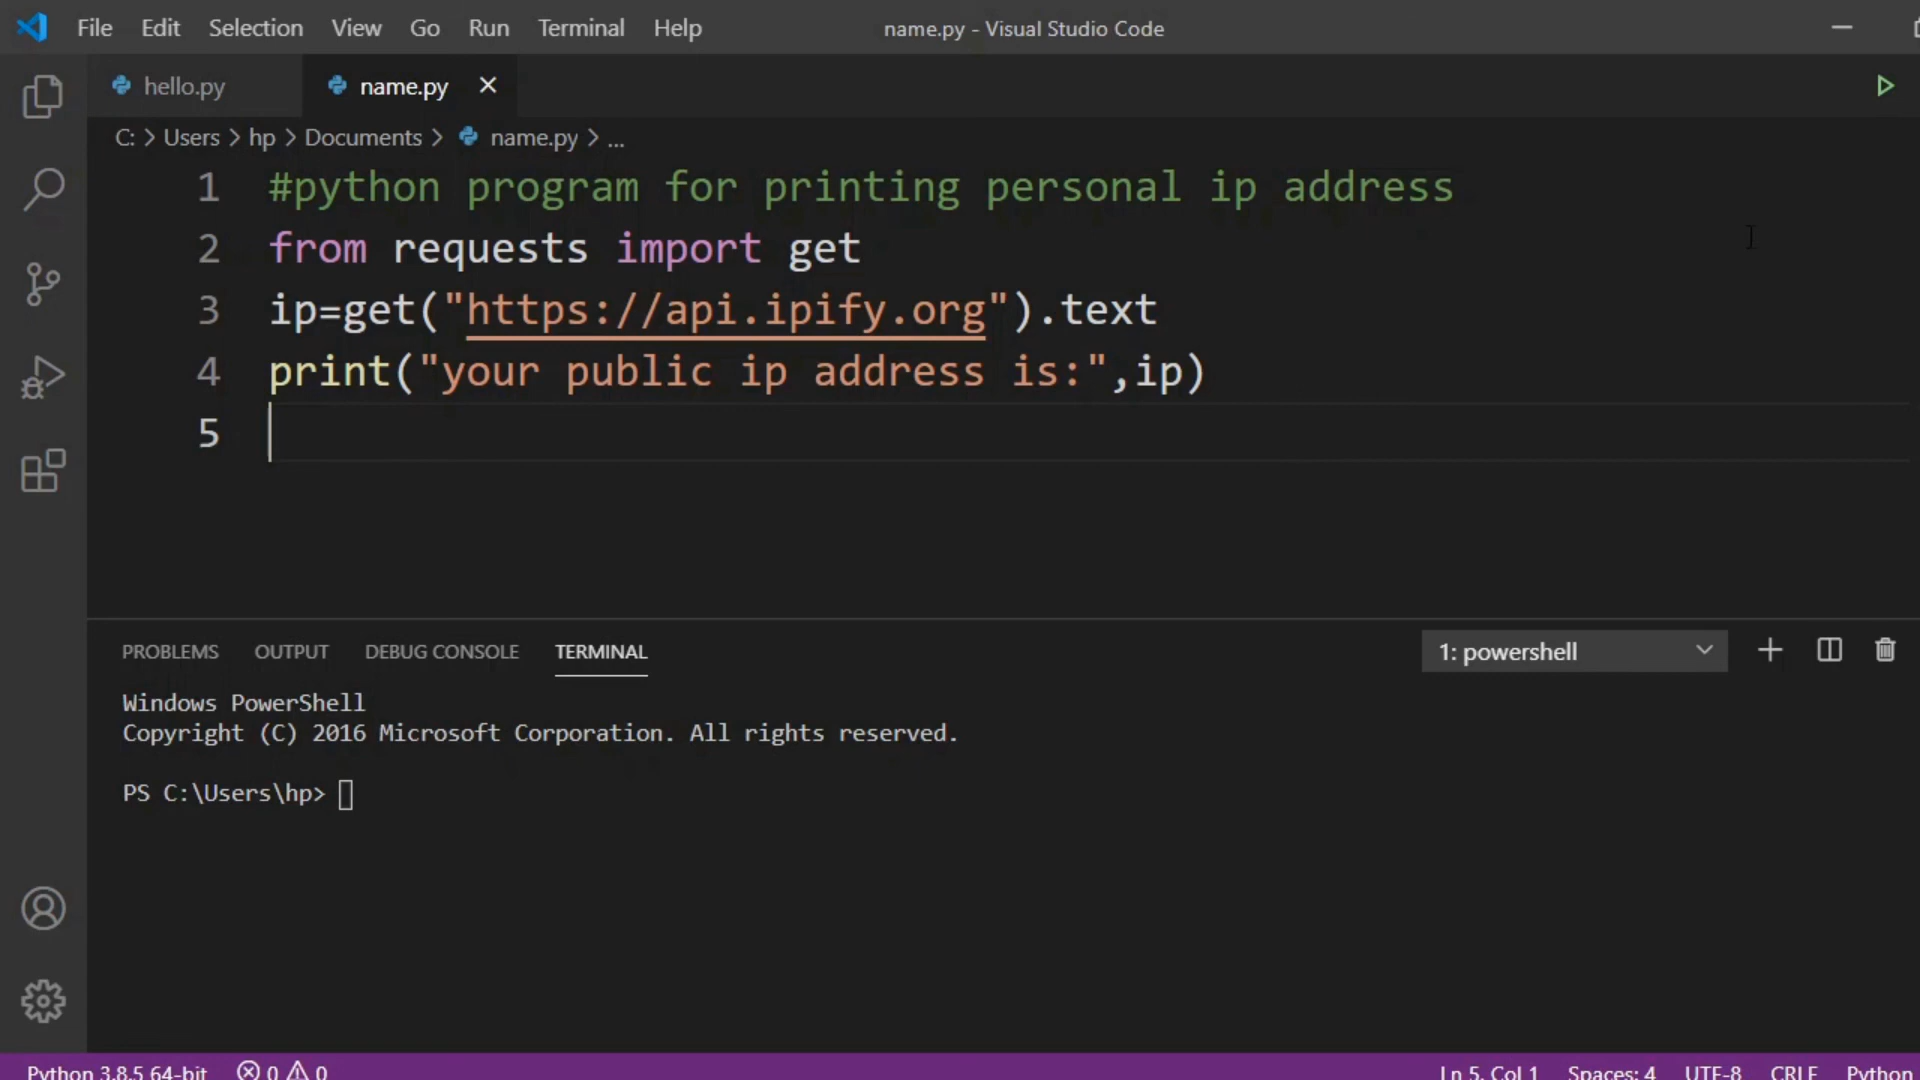 File Edit Selection View Go Run Terminal Help name.py - Visual Studio Code
hello.py name.py
C: > Users > hp > Documents > name.py > ...
1 #python program for printing personal ip address
2 from requests import get
3 ip=get("https://api.ipify.org").text
4 print("your public ip address is:",ip)
5
PROBLEMS OUTPUT DEBUG CONSOLE TERMINAL 1: powershell
Windows PowerShell
Copyright (C) 2016 Microsoft Corporation. All rights reserved.
PS C:\Users\hp>
Python 3.8.5 64-bit 0 0 Ln 5, Col 1 Spaces: 4 UTF-8 CRLF Python